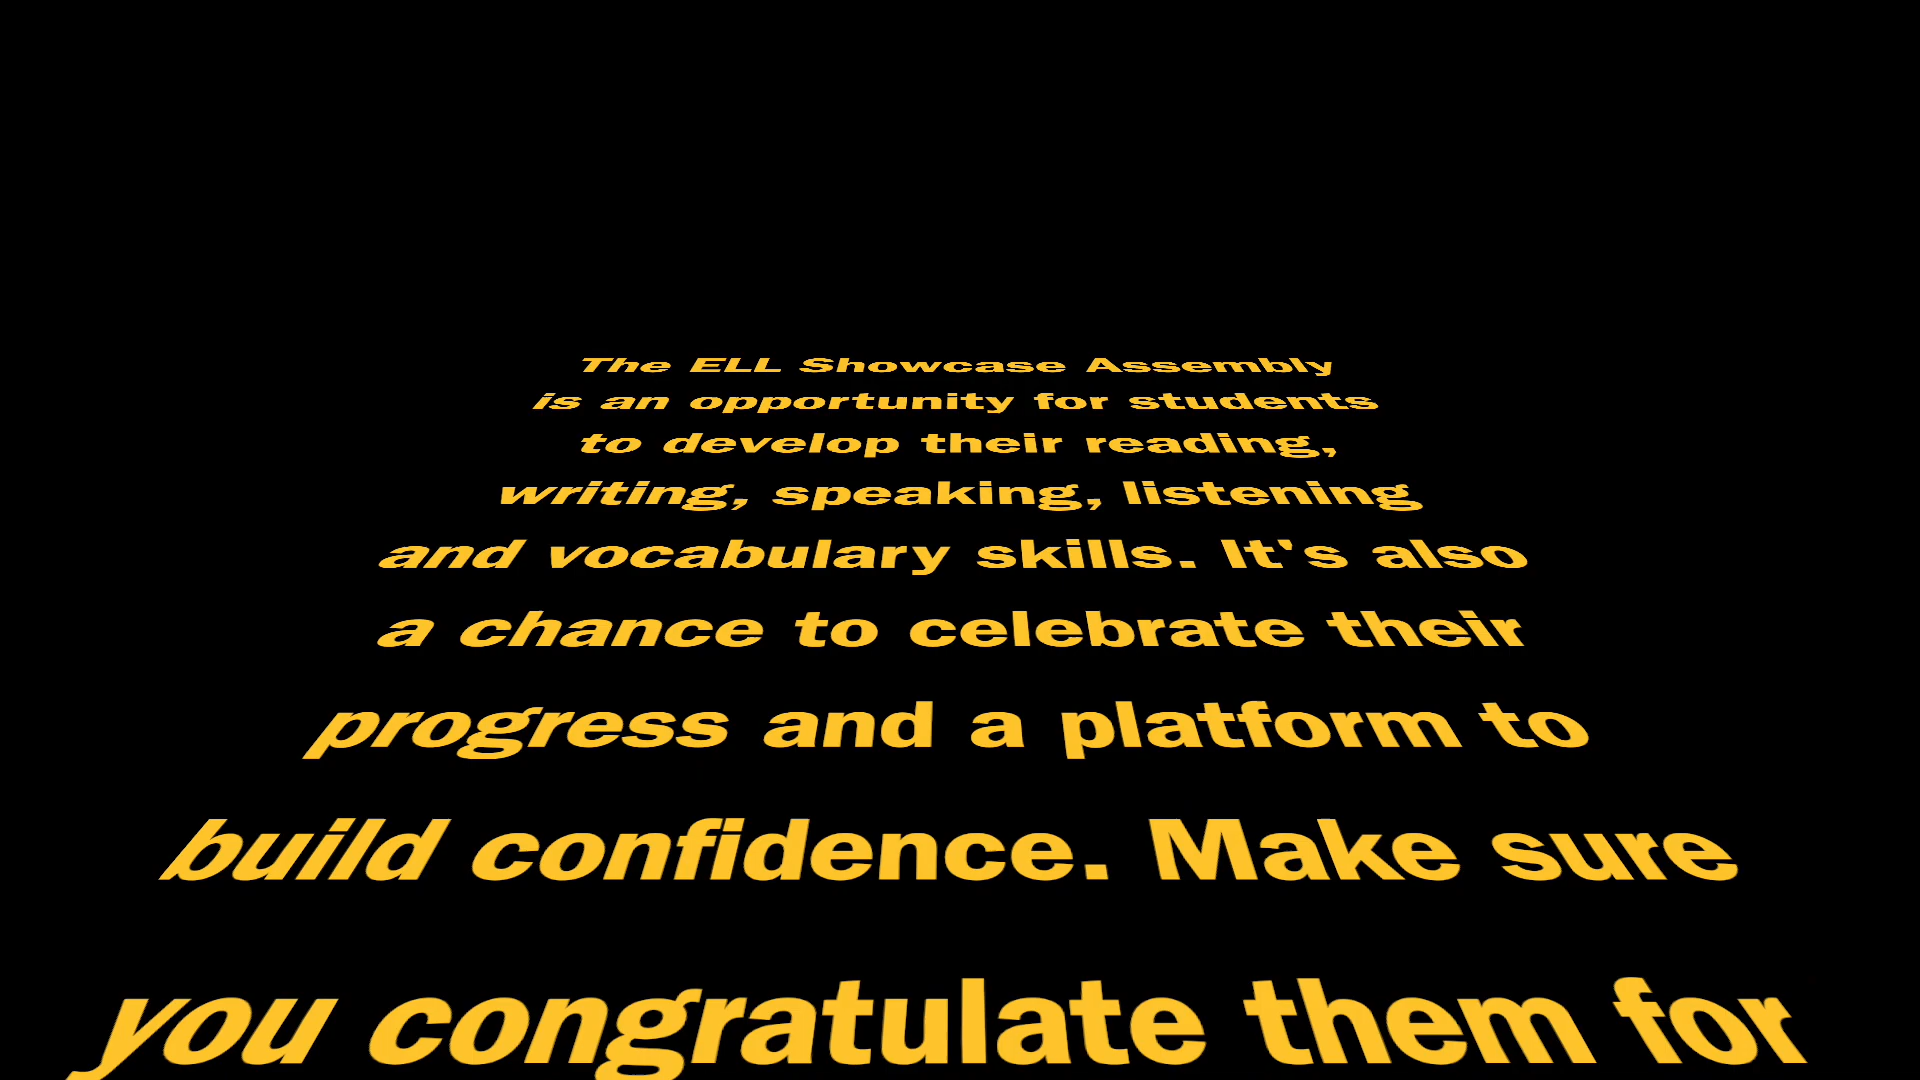 The ELL Showcase Assembly
is an opportunity for students
to develop their reading,
writing, speaking, listening
and vocabulary skills. It's also
a chance to celebrate their
progress and a platform to
build confidence. Make sure
you congratulate them for